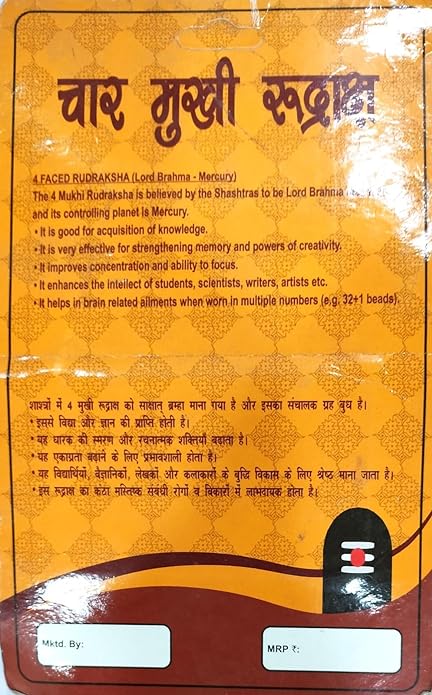 चार मुखी रूद्राक्ष
4 FACED RUDRAKSHA (Lord Brahma - Mercury)
The 4 Mukhi Rudraksha is believed by the Shashtras to be Lord Brahma
and its controlling planet is Mercury.
• It is good for acquisition of knowledge.
• It is very effective for strengthening memory and powers of creativity.
• It improves concentration and ability to focus.
• It enhances the intellect of students, scientists, writers, artists etc.
• It helps in brain related ailments when worn in multiple numbers (e.g. 32+1 beads).
शाश्त्रों में 4 मुखी रूद्राक्ष को साक्षात् ब्रम्हा माना गया है और इसका संचालक ग्रह बुध है।
• इससे विद्या और ज्ञान की प्राप्ति होती है।
• यह धारक की स्मरण और रचनात्मक शक्तियाँ बढाता है।
• यह एकाग्रता बढाने के लिए प्रभावशाली होता है।
• यह विद्यार्थियों, वैज्ञानिकों, लेखकों और कलाकारों के बुद्धि विकास के लिए श्रेष्ठ माना जाता है।
• इस रूद्राक्ष का कंठा मस्तिष्क संबंधी रोगों व विकारों में लाभदायक होता है।
Mktd. By:
MRP ₹: